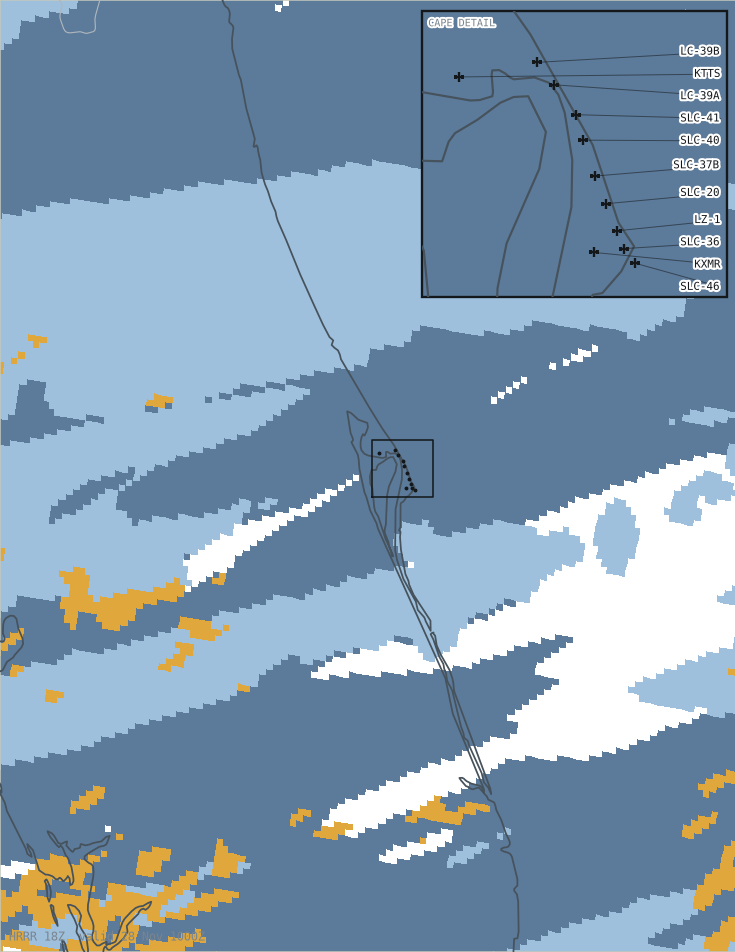 CAPE DETAIL
LC-39B
KTTS
LC-39A
SLC-41
SLC-40
SLC-37B
SLC-20
LZ-1
SLC-36
KXMR
SLC-46
HRRR 18Z